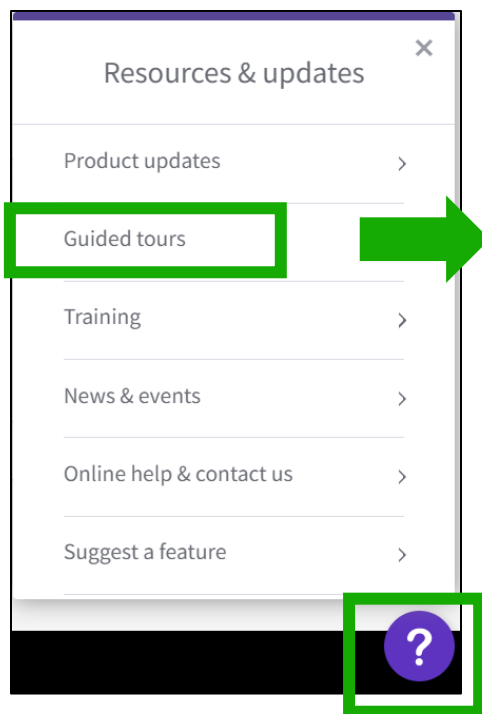 Resources & updates
Product updates
Guided tours
Training
News & events
Online help & contact us
Suggest a feature
?